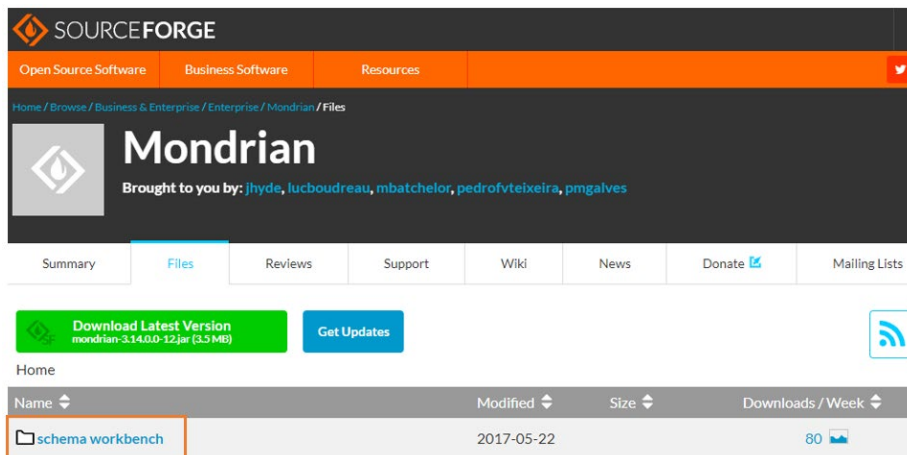 SOURCEFORGE
Open Source Software Business Software Resources
Home / Browse / Business & Enterprise / Enterprise / Mondrian / Files
Mondrian
Brought to you by: jhyde, lucboudreau, mbatchelor, pedrofvteixeira, pmgalves
Summary Files Reviews Support Wiki News Donate Mailing Lists
Download Latest Version
mondrian-3.14.0.0-12.jar (3.5 MB)
Get Updates
SF
Home
Name Modified Size Downloads / Week
schema workbench 2017-05-22 80